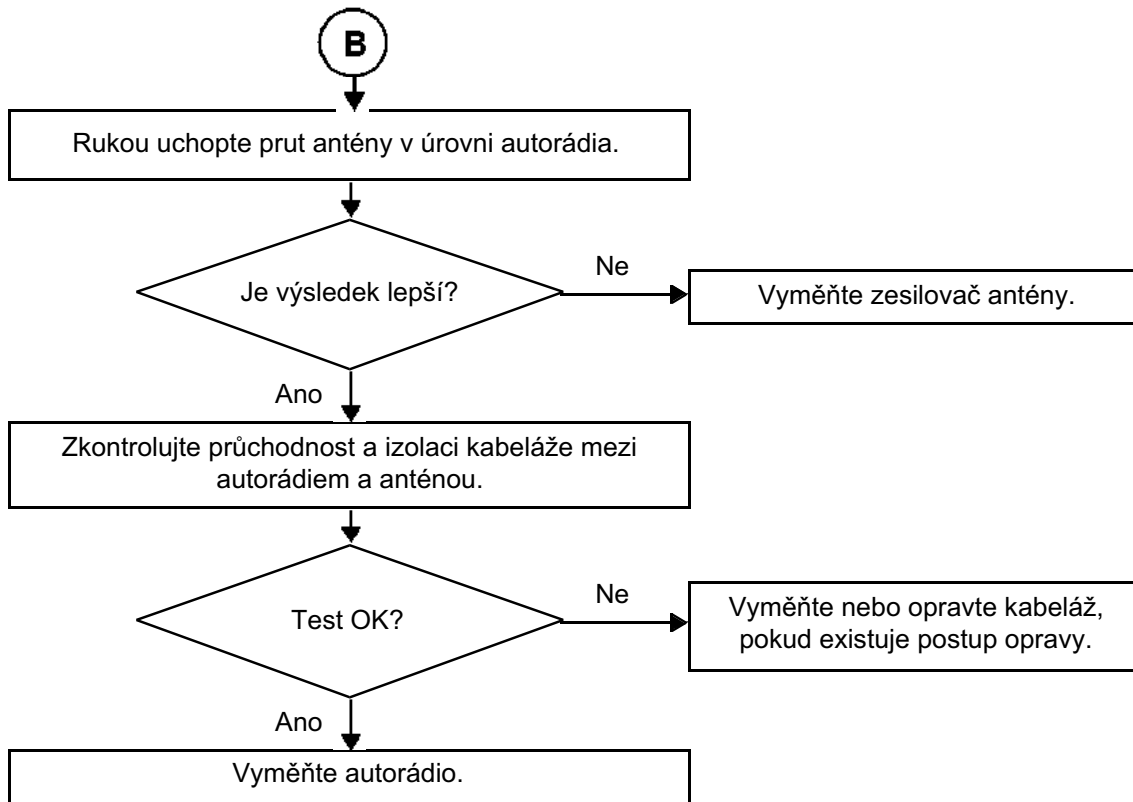 B
Rukou uchopte prut antény v úrovni autorádia.
Je výsledek lepší?
Ne
Vyměňte zesilovač antény.
Ano
Zkontrolujte průchodnost a izolaci kabeláže mezi
autorádiem a anténou.
Test OK?
Ne
Vyměňte nebo opravte kabeláž,
pokud existuje postup opravy.
Ano
Vyměňte autorádio.